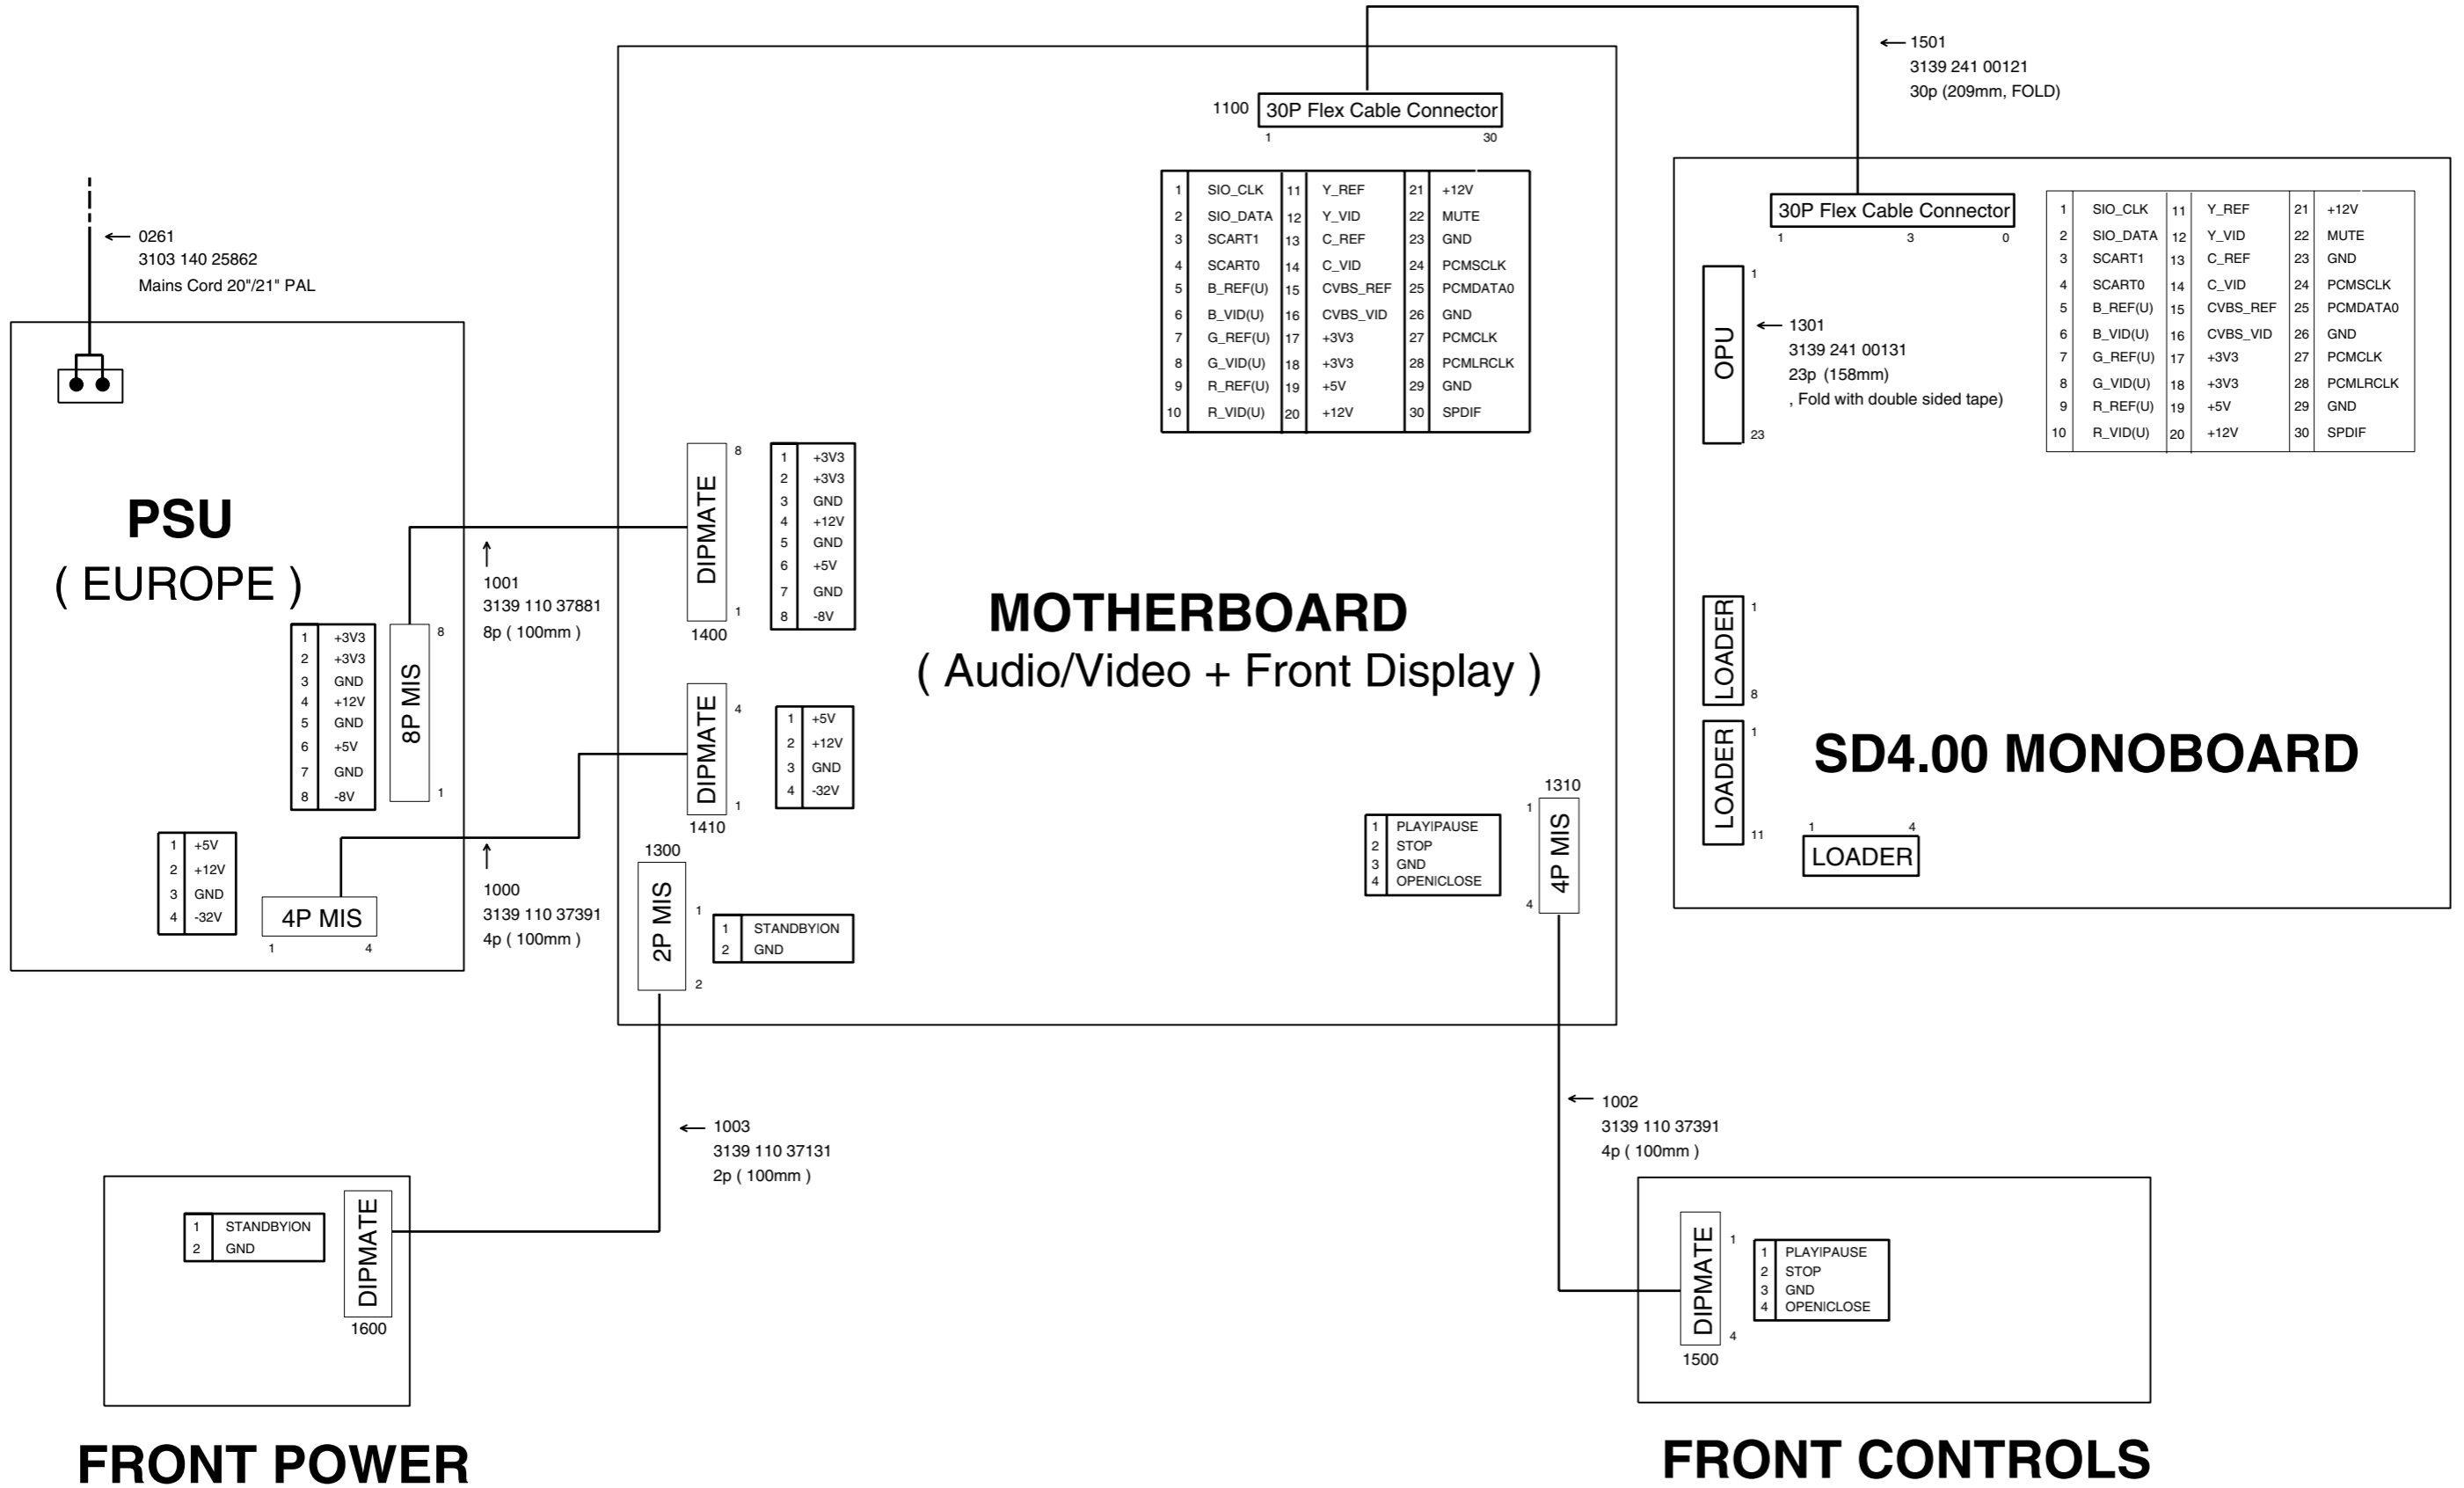 1501
3139 241 00121
30p (209mm, FOLD)
1100
30P Flex Cable Connector
1 30
1 SIO_CLK 11 Y_REF 21 +12V
2 SIO_DATA 12 Y_VID 22 MUTE
3 SCART1 13 C_REF 23 GND
4 SCART0 14 C_VID 24 PCMSCLK
5 B_REF(U) 15 CVBS_REF 25 PCMDATA0
6 B_VID(U) 16 CVBS_VID 26 GND
7 G_REF(U) 17 +3V3 27 PCMCLK
8 G_VID(U) 18 +3V3 28 PCMLRCLK
9 R_REF(U) 19 +5V 29 GND
10 R_VID(U) 20 +12V 30 SPDIF
30P Flex Cable Connector
1 3 0
1 SIO_CLK 11 Y_REF 21 +12V
2 SIO_DATA 12 Y_VID 22 MUTE
3 SCART1 13 C_REF 23 GND
4 SCART0 14 C_VID 24 PCMSCLK
5 B_REF(U) 15 CVBS_REF 25 PCMDATA0
6 B_VID(U) 16 CVBS_VID 26 GND
7 G_REF(U) 17 +3V3 27 PCMCLK
8 G_VID(U) 18 +3V3 28 PCMLRCLK
9 R_REF(U) 19 +5V 29 GND
10 R_VID(U) 20 +12V 30 SPDIF
OPU
1
23
1301
3139 241 00131
23p (158mm)
, Fold with double sided tape)
0261
3103 140 25862
Mains Cord 20"/21" PAL
PSU
( EUROPE )
1 +3V3
2 +3V3
3 GND
4 +12V
5 GND
6 +5V
7 GND
8 -8V
8P MIS
8
1
1 +5V
2 +12V
3 GND
4 -32V
4P MIS
1 4
1001
3139 110 37881
8p ( 100mm )
1000
3139 110 37391
4p ( 100mm )
DIPMATE
8
1
1400
1 +3V3
2 +3V3
3 GND
4 +12V
5 GND
6 +5V
7 GND
8 -8V
DIPMATE
4
1
1410
1 +5V
2 +12V
3 GND
4 -32V
MOTHERBOARD
( Audio/Video + Front Display )
1300
2P MIS
1
2
1 STANDBY|ON
2 GND
1310
4P MIS
1
4
1 PLAY|PAUSE
2 STOP
3 GND
4 OPEN|CLOSE
LOADER
1
8
LOADER
1
11
SD4.00 MONOBOARD
1 4
LOADER
1003
3139 110 37131
2p ( 100mm )
1002
3139 110 37391
4p ( 100mm )
1 STANDBY|ON
2 GND
DIPMATE
1600
FRONT POWER
DIPMATE
1
4
1500
1 PLAY|PAUSE
2 STOP
3 GND
4 OPEN|CLOSE
FRONT CONTROLS